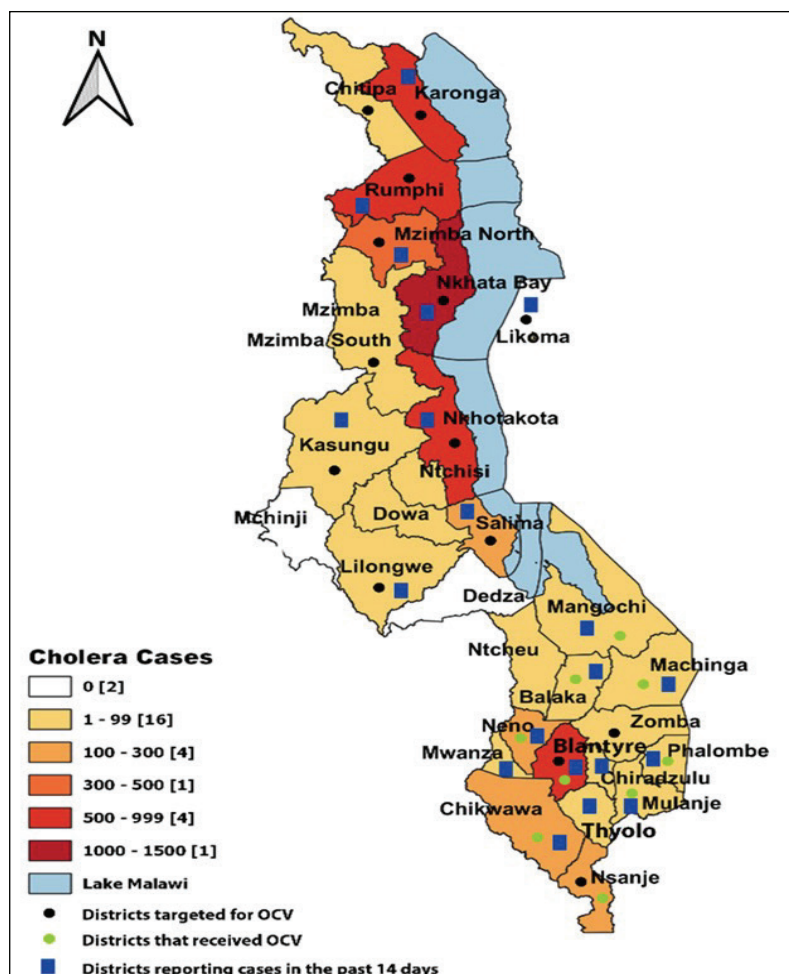 N
Chitipa
Karonga
Rumphi
Mzimba North
Nkhata Bay
Mzimba
Mzimba South
Likoma
Nkhotakota
Kasungu
Ntchisi
Mchinji
Dowa
Salima
Lilongwe
Dedza
Mangochi
Ntcheu
Machinga
Balaka
Neno
Zomba
Mwanza
Blantyre
Phalombe
Chiradzulu
Chikwawa
Mulanje
Thyolo
Nsanje
Cholera Cases
0 [2]
1 - 99 [16]
100 - 300 [4]
300 - 500 [1]
500 - 999 [4]
1000 - 1500 [1]
Lake Malawi
Districts targeted for OCV
Districts that received OCV
Districts reporting cases in the past 14 days